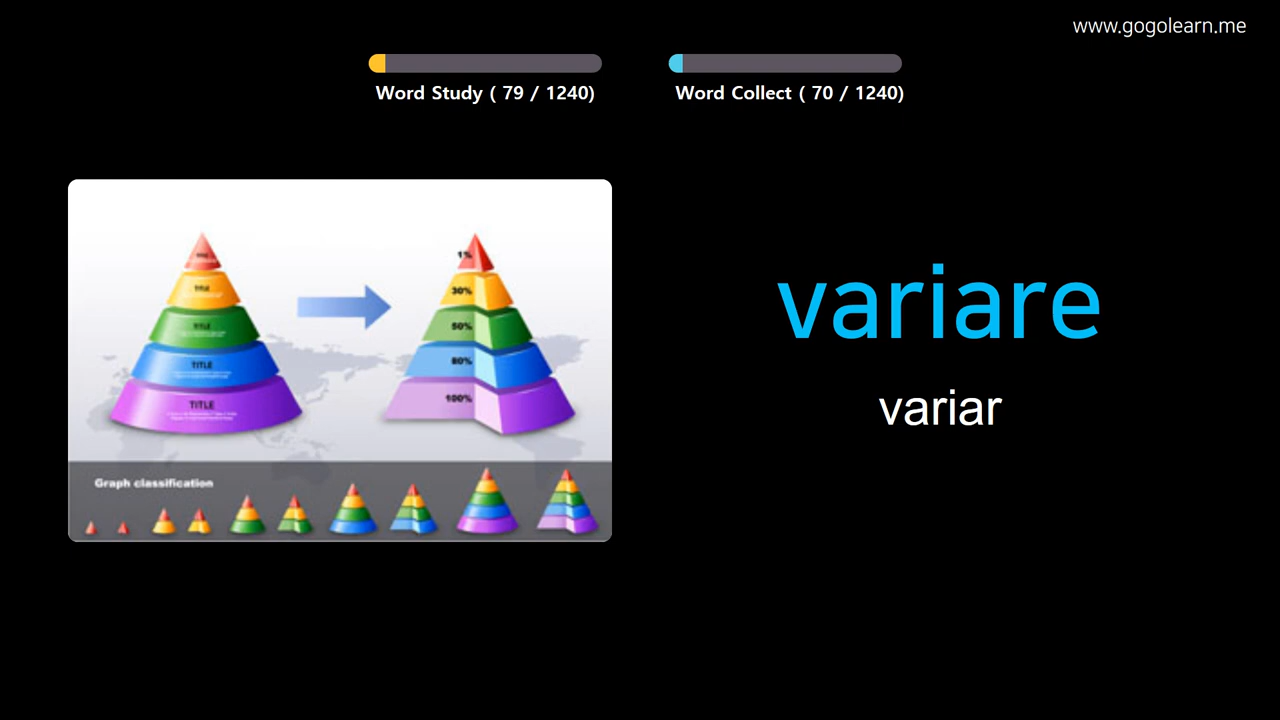 www.gogolearn.me
Word Study ( 79 / 1240)
Word Collect ( 70 / 1240)
TITLE
TITLE
TITLE
TITLE
1%
30%
50%
80%
100%
Graph classification
variare
variar